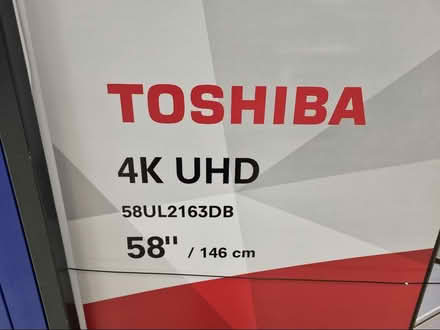 TOSHIBA
4K UHD
58UL2163DB
58" / 146 cm